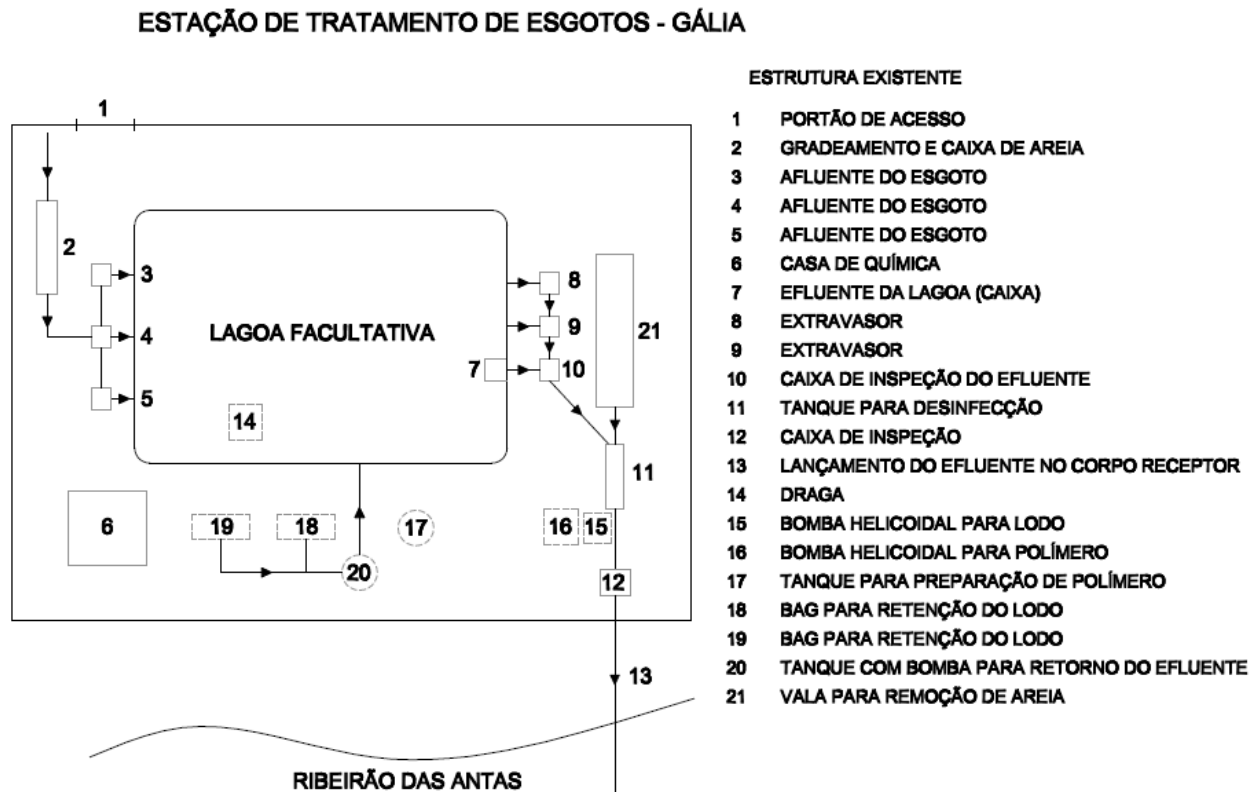 ESTAÇÃO DE TRATAMENTO DE ESGOTOS - GÁLIA
ESTRUTURA EXISTENTE
1 PORTÃO DE ACESSO
2 GRADEAMENTO E CAIXA DE AREIA
3 AFLUENTE DO ESGOTO
4 AFLUENTE DO ESGOTO
5 AFLUENTE DO ESGOTO
6 CASA DE QUÍMICA
7 EFLUENTE DA LAGOA (CAIXA)
8 EXTRAVASOR
9 EXTRAVASOR
10 CAIXA DE INSPEÇÃO DO EFLUENTE
11 TANQUE PARA DESINFECÇÃO
12 CAIXA DE INSPEÇÃO
13 LANÇAMENTO DO EFLUENTE NO CORPO RECEPTOR
14 DRAGA
15 BOMBA HELICOIDAL PARA LODO
16 BOMBA HELICOIDAL PARA POLÍMERO
17 TANQUE PARA PREPARAÇÃO DE POLÍMERO
18 BAG PARA RETENÇÃO DO LODO
19 BAG PARA RETENÇÃO DO LODO
20 TANQUE COM BOMBA PARA RETORNO DO EFLUENTE
21 VALA PARA REMOÇÃO DE AREIA
1
2
3
8
LAGOA FACULTATIVA
4
9
21
7
10
5
14
11
6
19
18
17
16
15
20
12
13
RIBEIRÃO DAS ANTAS